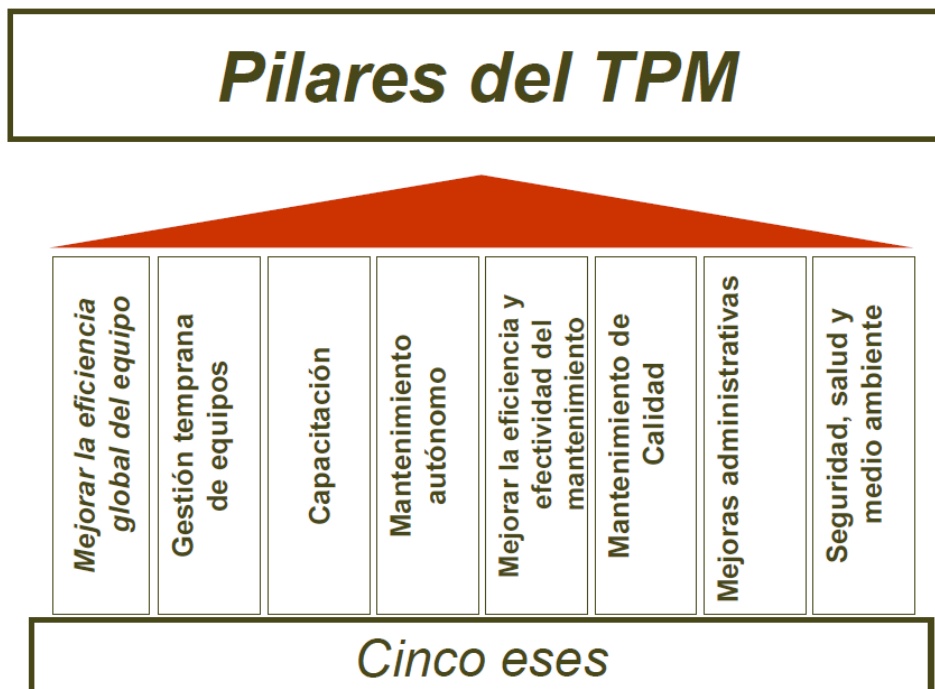 Pilares del TPM
Mejorar la eficiencia
global del equipo
Gestión temprana
de equipos
Capacitación
Mantenimiento
autónomo
Mejorar la eficiencia y
efectividad del
mantenimiento
Mantenimiento de
Calidad
Mejoras administrativas
Seguridad, salud y
medio ambiente
Cinco eses